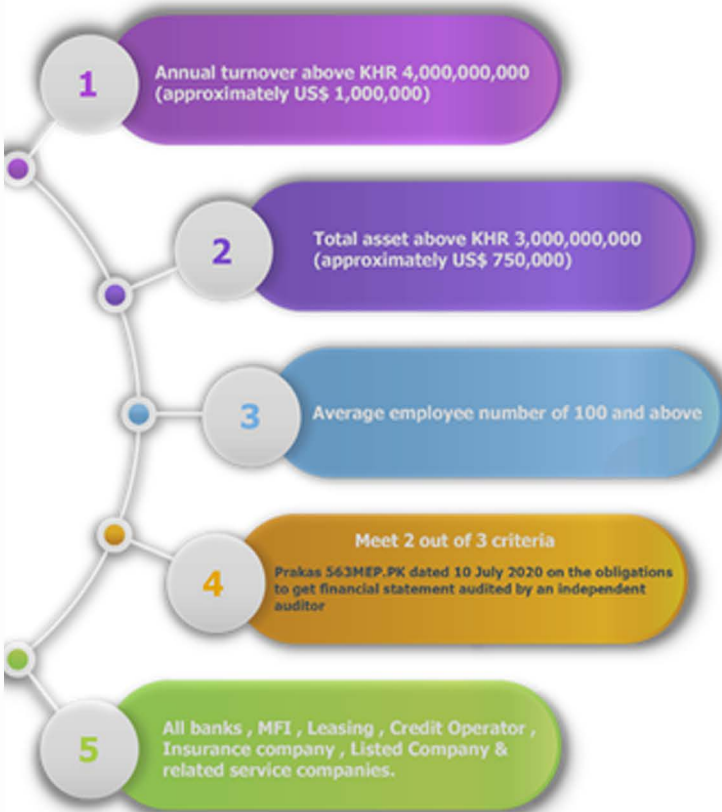 1
Annual turnover above KHR 4,000,000,000
(approximately US$ 1,000,000)
2
Total asset above KHR 3,000,000,000
(approximately US$ 750,000)
3
Average employee number of 100 and above
4
Meet 2 out of 3 criteria
Prakas 563MEP.PK dated 10 July 2020 on the obligations
to get financial statement audited by an independent
auditor
5
All banks , MFI , Leasing , Credit Operator ,
Insurance company , Listed Company &
related service companies.